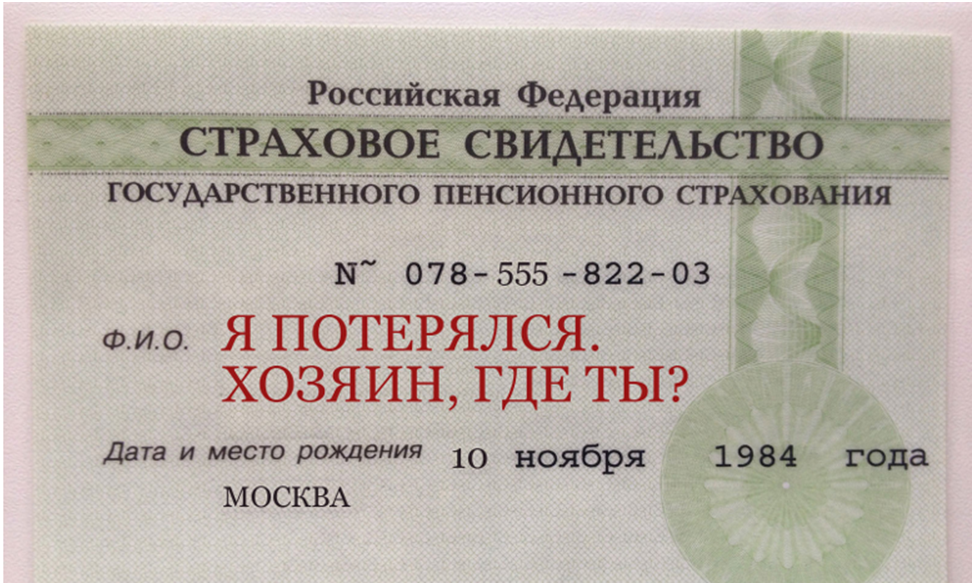 Российская Федерация
СТРАХОВОЕ СВИДЕТЕЛЬСТВО
ГОСУДАРСТВЕННОГО ПЕНСИОННОГО СТРАХОВАНИЯ
N~ 078-555-822-03
Ф.И.О. Я ПОТЕРЯЛСЯ.
ХОЗЯИН, ГДЕ ТЫ?
Дата и место рождения 10 ноября 1984 года
МОСКВА